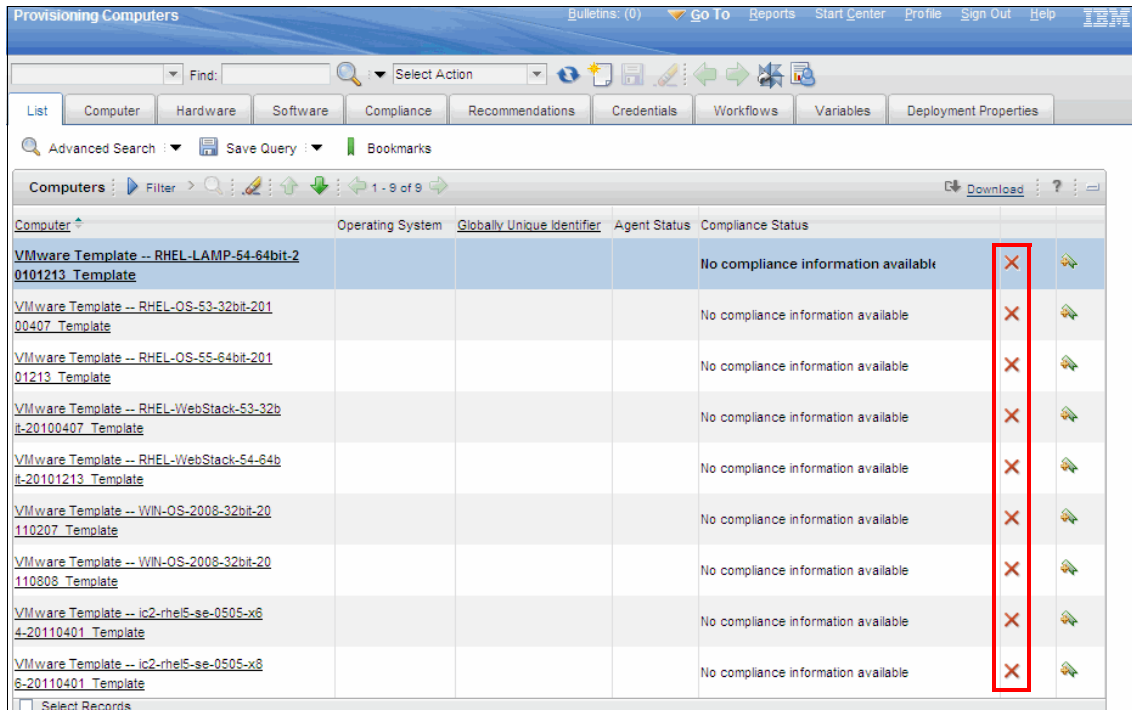 Provisioning Computers
Bulletins: (0) Go To Reports Start Center Profile Sign Out Help IBM
Find: Select Action
List Computer Hardware Software Compliance Recommendations Credentials Workflows Variables Deployment Properties
Advanced Search Save Query Bookmarks
Computers Filter 1 - 9 of 9 Download ?
Computer Operating System Globally Unique Identifier Agent Status Compliance Status
VMware Template -- RHEL-LAMP-54-64bit-2
0101213_Template
No compliance information available
VMware Template -- RHEL-OS-53-32bit-201
00407_Template
No compliance information available
VMware Template -- RHEL-OS-55-64bit-201
01213_Template
No compliance information available
VMware Template -- RHEL-WebStack-53-32b
it-20100407_Template
No compliance information available
VMware Template -- RHEL-WebStack-54-64b
it-20101213_Template
No compliance information available
VMware Template -- WIN-OS-2008-32bit-20
110207_Template
No compliance information available
VMware Template -- WIN-OS-2008-32bit-20
110808_Template
No compliance information available
VMware Template -- ic2-rhel5-se-0505-x6
4-20110401_Template
No compliance information available
VMware Template -- ic2-rhel5-se-0505-x8
6-20110401_Template
No compliance information available
Select Records